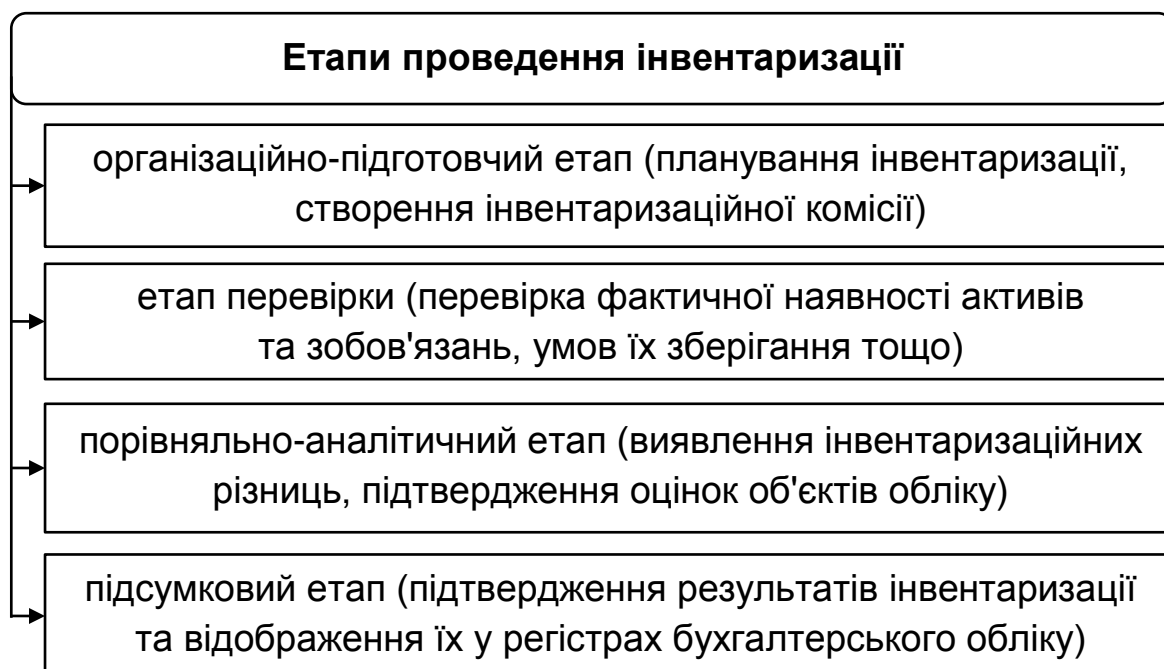 Етапи проведення інвентаризації
організаційно-підготовчий етап (планування інвентаризації,
створення інвентаризаційної комісії)
етап перевірки (перевірка фактичної наявності активів
та зобов'язань, умов їх зберігання тощо)
порівняльно-аналітичний етап (виявлення інвентаризаційних
різниць, підтвердження оцінок об'єктів обліку)
підсумковий етап (підтвердження результатів інвентаризації
та відображення їх у регістрах бухгалтерського обліку)